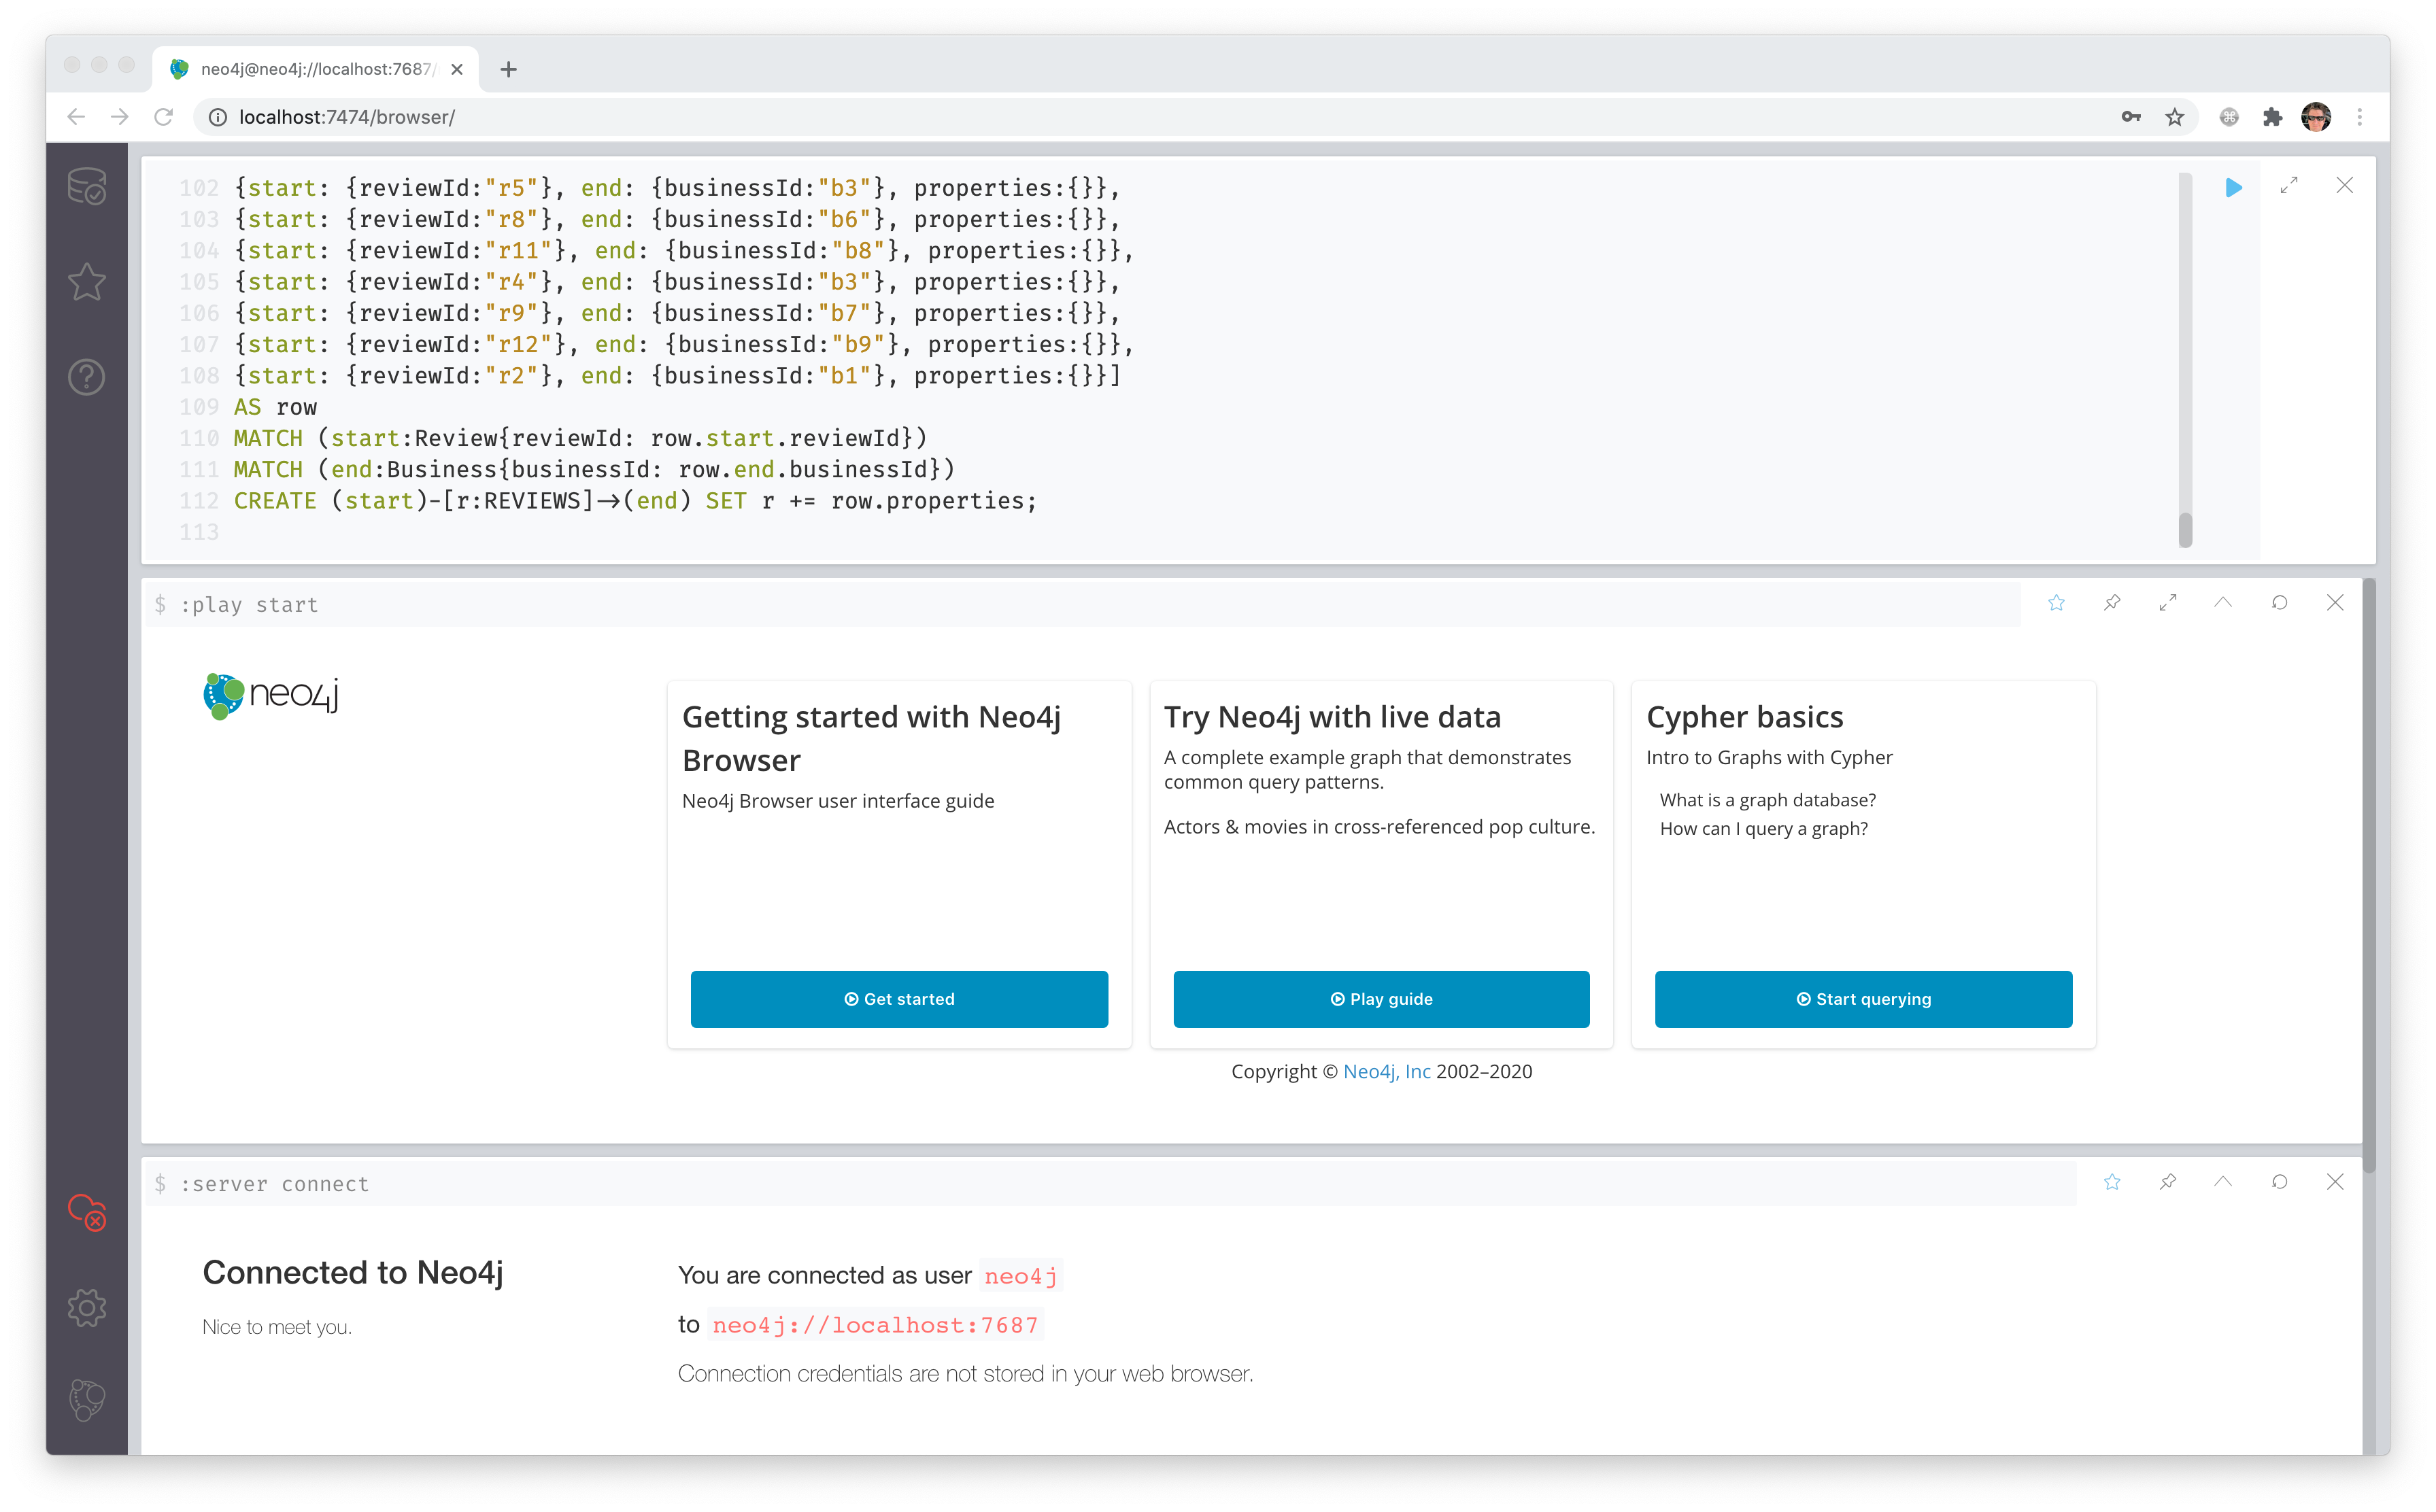 neo4j@neo4j://localhost:7687/
localhost:7474/browser/
102 {start: {reviewId:"r5"}, end: {businessId:"b3"}, properties:{}},
103 {start: {reviewId:"r8"}, end: {businessId:"b6"}, properties:{}},
104 {start: {reviewId:"r11"}, end: {businessId:"b8"}, properties:{}},
105 {start: {reviewId:"r4"}, end: {businessId:"b3"}, properties:{}},
106 {start: {reviewId:"r9"}, end: {businessId:"b7"}, properties:{}},
107 {start: {reviewId:"r12"}, end: {businessId:"b9"}, properties:{}},
108 {start: {reviewId:"r2"}, end: {businessId:"b1"}, properties:{}}]
109 AS row
110 MATCH (start:Review{reviewId: row.start.reviewId})
111 MATCH (end:Business{businessId: row.end.businessId})
112 CREATE (start)-[r:REVIEWS]->(end) SET r += row.properties;
113
$ :play start
neo4j
Getting started with Neo4j
Browser
Neo4j Browser user interface guide
Get started
Try Neo4j with live data
A complete example graph that demonstrates
common query patterns.
Actors & movies in cross-referenced pop culture.
Play guide
Cypher basics
Intro to Graphs with Cypher
What is a graph database?
How can I query a graph?
Start querying
Copyright © Neo4j, Inc 2002–2020
$ :server connect
Connected to Neo4j
Nice to meet you.
You are connected as user neo4j
to neo4j://localhost:7687
Connection credentials are not stored in your web browser.